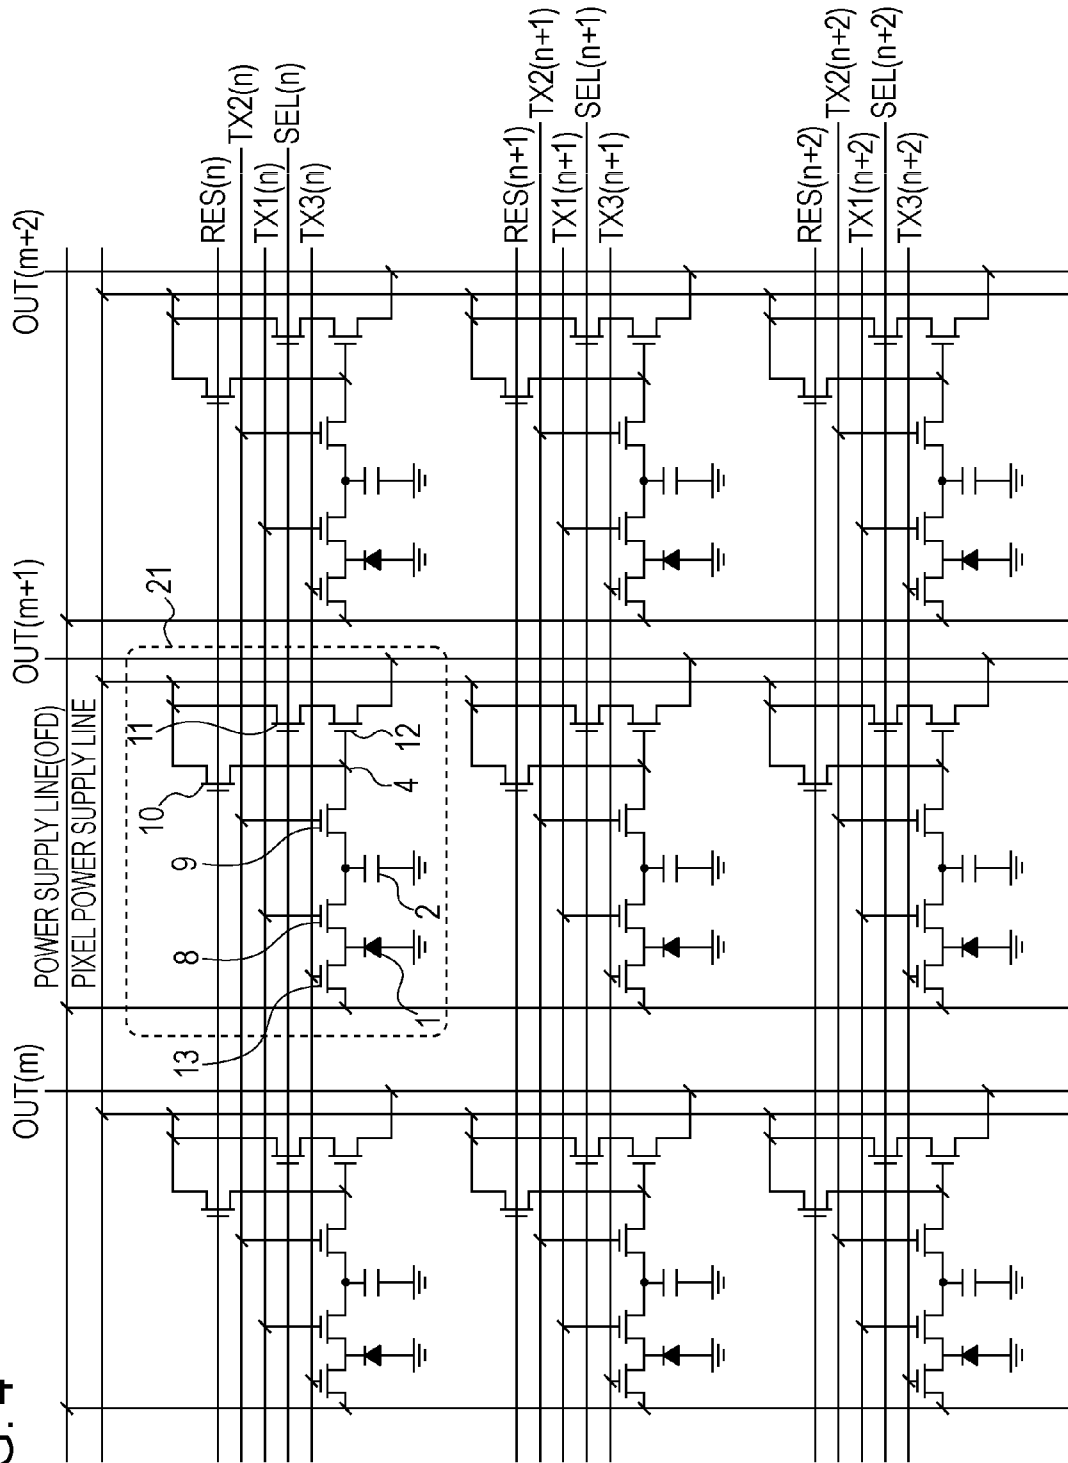 OUT(m)
OUT(m+1)
OUT(m+2)
POWER SUPPLY LINE(OFD)
PIXEL POWER SUPPLY LINE
RES(n)
TX2(n)
TX1(n)
SEL(n)
TX3(n)
RES(n+1)
TX2(n+1)
TX1(n+1)
SEL(n+1)
TX3(n+1)
RES(n+2)
TX2(n+2)
TX1(n+2)
SEL(n+2)
TX3(n+2)
21
10
11
12
4
9
2
8
1
13